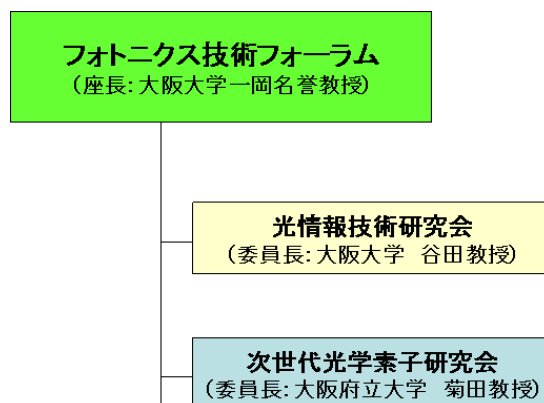 フォトニクス技術フォーラム
（座長：大阪大学一岡名誉教授）
光情報技術研究会
（委員長：大阪大学　谷田教授）
次世代光学素子研究会
（委員長：大阪府立大学　菊田教授）